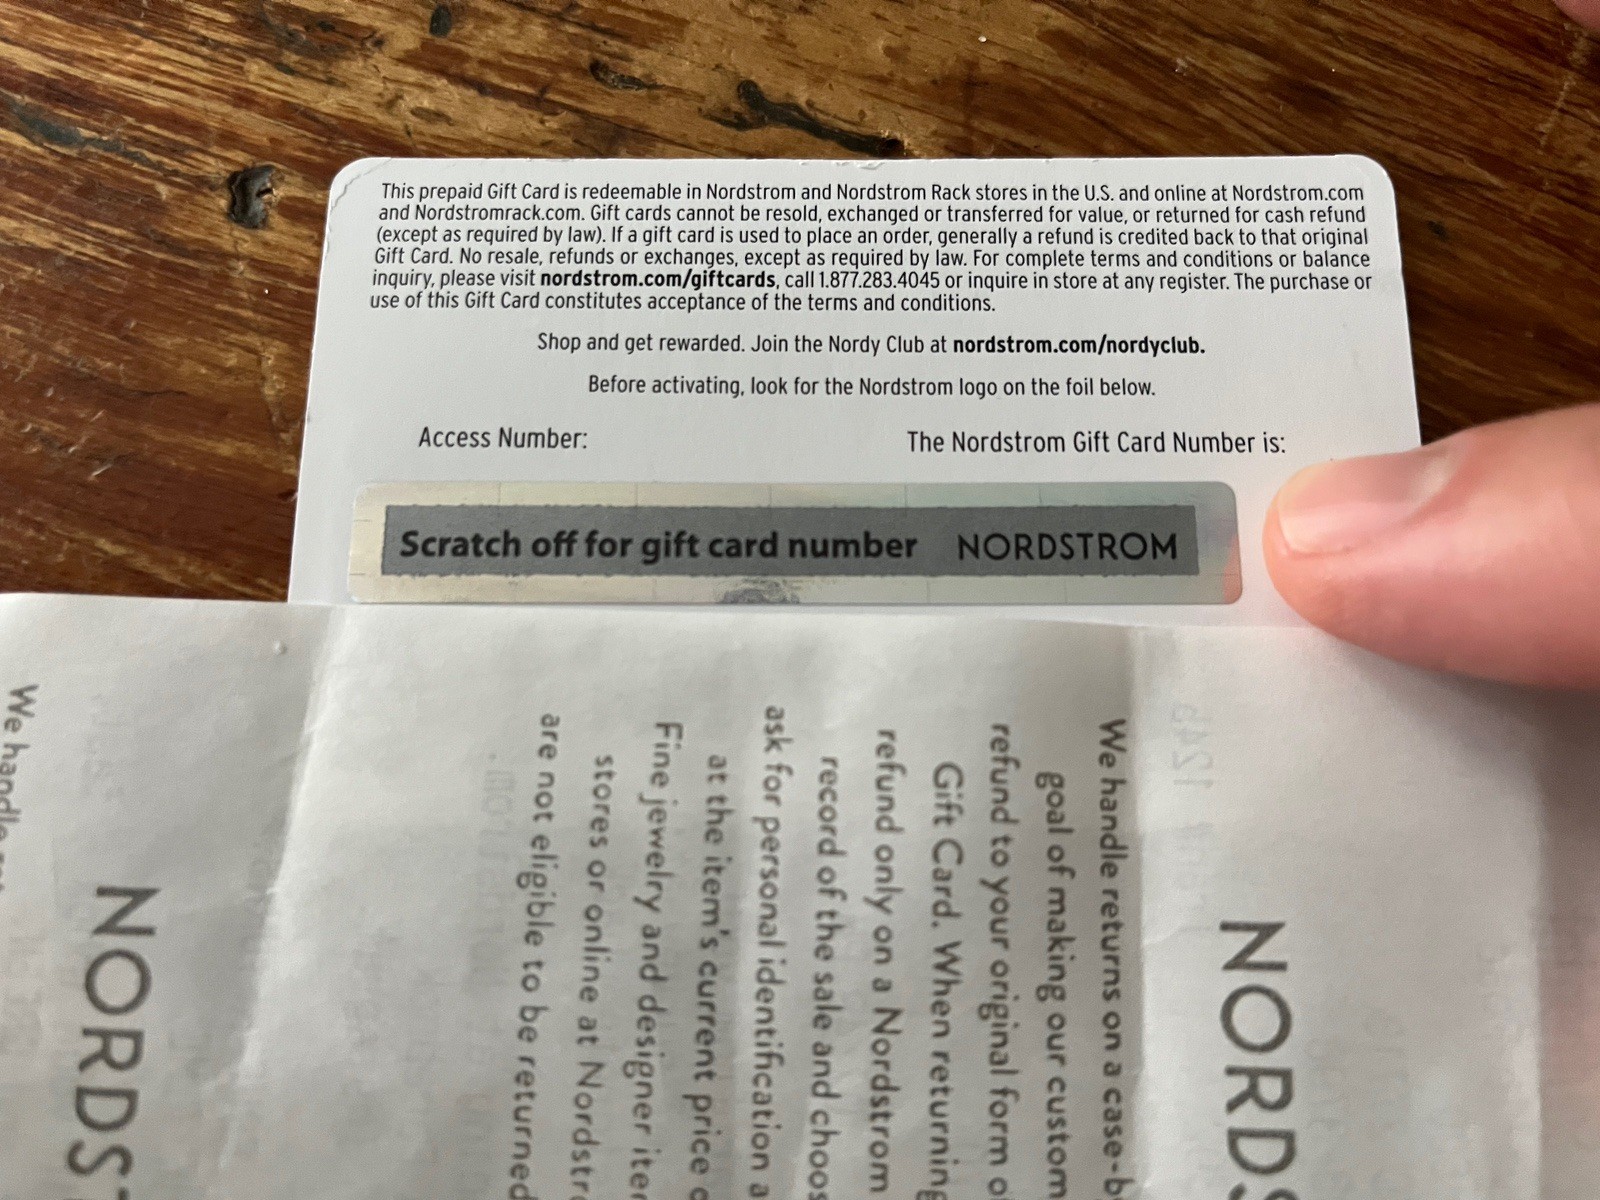 This prepaid Gift Card is redeemable in Nordstrom and Nordstrom Rack stores in the U.S. and online at Nordstrom.com
and Nordstromrack.com. Gift cards cannot be resold, exchanged or transferred for value, or returned for cash refund
(except as required by law). If a gift card is used to place an order, generally a refund is credited back to that original
Gift Card. No resale, refunds or exchanges, except as required by law. For complete terms and conditions or balance
inquiry, please visit nordstrom.com/giftcards, call 1.877.283.4045 or inquire in store at any register. The purchase or
use of this Gift Card constitutes acceptance of the terms and conditions.
Shop and get rewarded. Join the Nordy Club at nordstrom.com/nordyclub.
Before activating, look for the Nordstrom logo on the foil below.
Access Number:
The Nordstrom Gift Card Number is:
Scratch off for gift card number NORDSTROM
NORDS
We handle returns on a case-b
goal of making our custom
refund to your original form o
Gift Card. When returning
refund only on a Nordstrom
record of the sale and choos
ask for personal identification a
at the item's current price o
Fine jewelry and designer iter
stores or online at Nordstr
are not eligible to be returned
NORDS
We handle